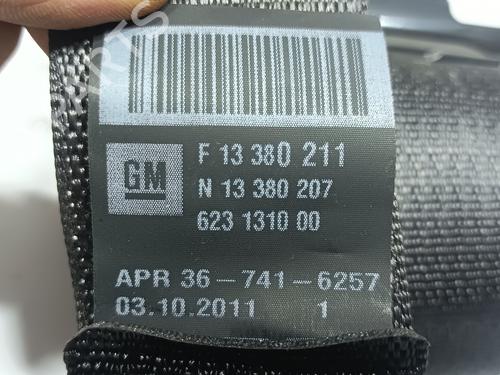 F 13 380 211
GM
N 13 380 207
623 1310 00
APR 36-741-6257
03.10.2011 1